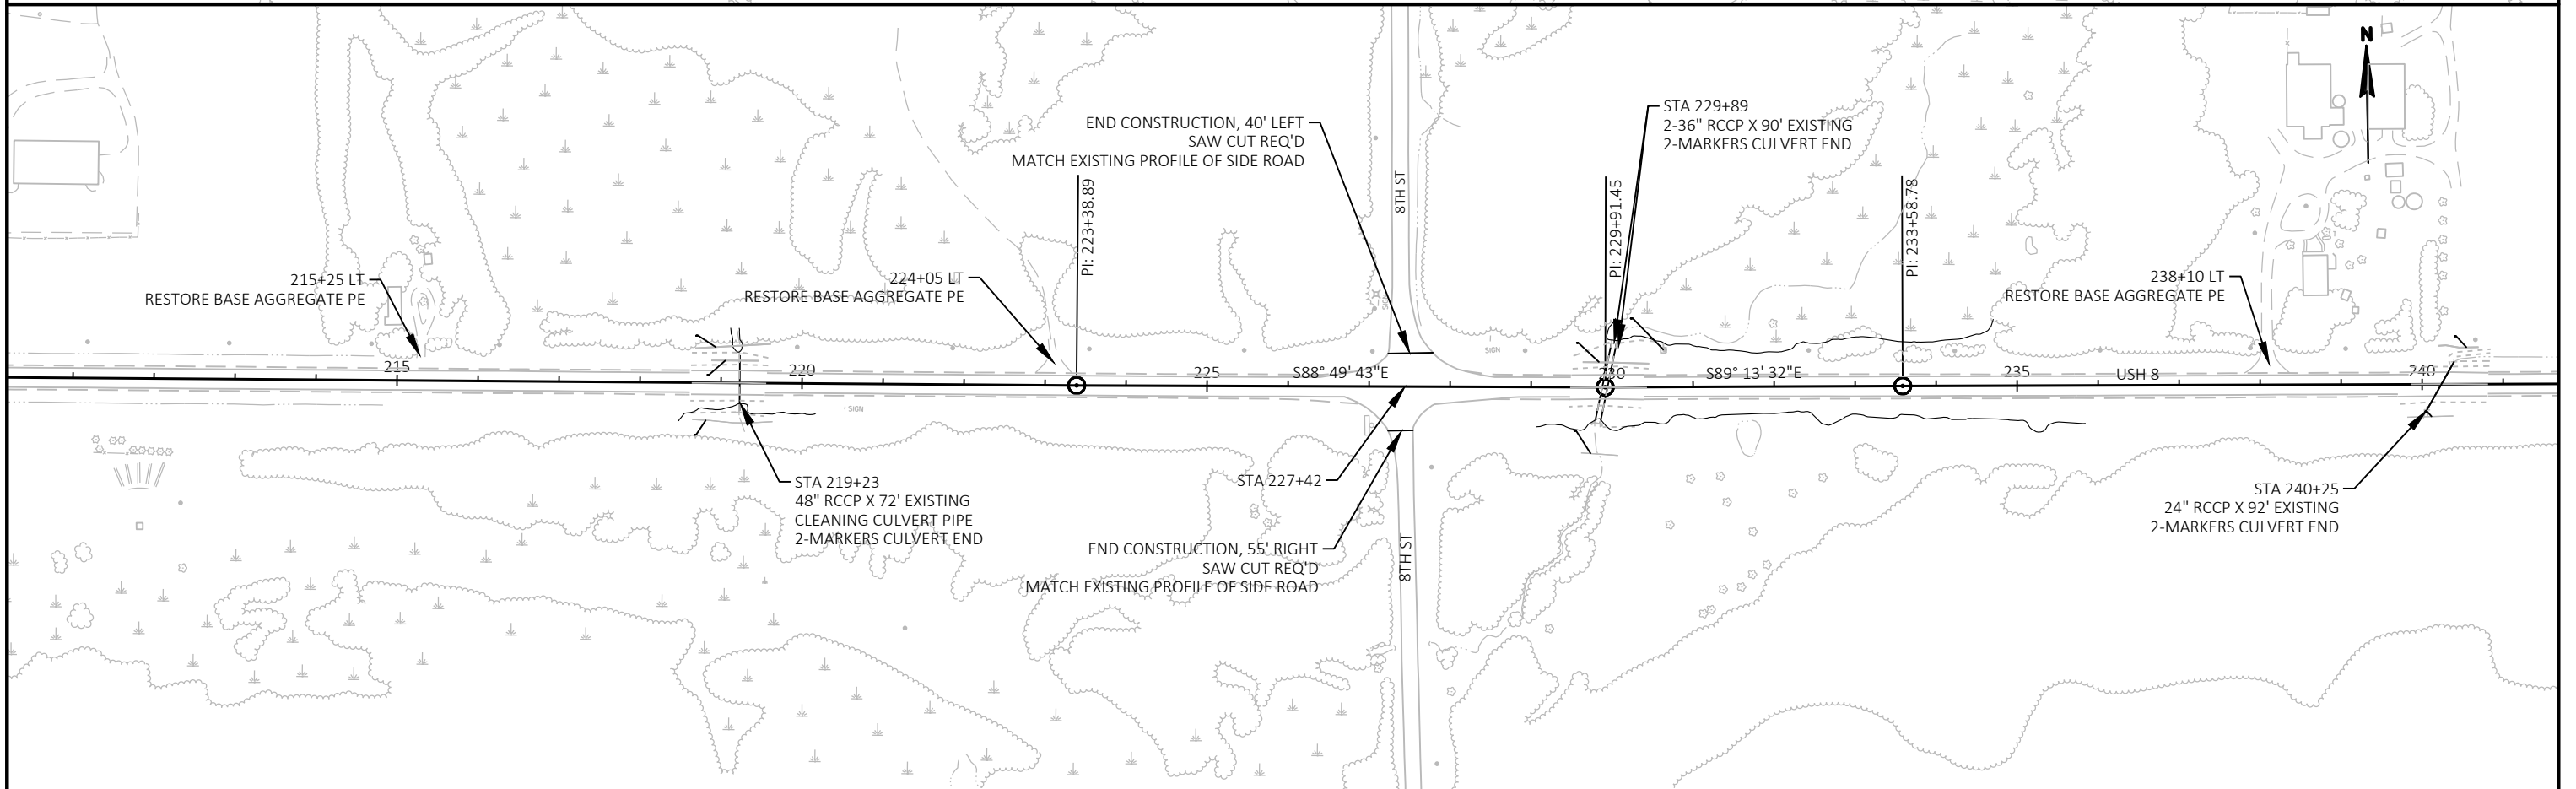 N
STA 229+89
2-36" RCCP X 90' EXISTING
2-MARKERS CULVERT END
END CONSTRUCTION, 40' LEFT
SAW CUT REQ'D
MATCH EXISTING PROFILE OF SIDE ROAD
8TH ST
PI: 223+38.89
PI: 229+91.45
PI: 233+58.78
215+25 LT
RESTORE BASE AGGREGATE PE
224+05 LT
RESTORE BASE AGGREGATE PE
238+10 LT
RESTORE BASE AGGREGATE PE
SIGN
SIGN
215
220
225
S88° 49' 43"E
230
S89° 13' 32"E
235
USH 8
240
SIGN
STA 219+23
48" RCCP X 72' EXISTING
CLEANING CULVERT PIPE
2-MARKERS CULVERT END
STA 227+42
STA 240+25
24" RCCP X 92' EXISTING
2-MARKERS CULVERT END
END CONSTRUCTION, 55' RIGHT
SAW CUT REQ'D
MATCH EXISTING PROFILE OF SIDE ROAD
8TH ST